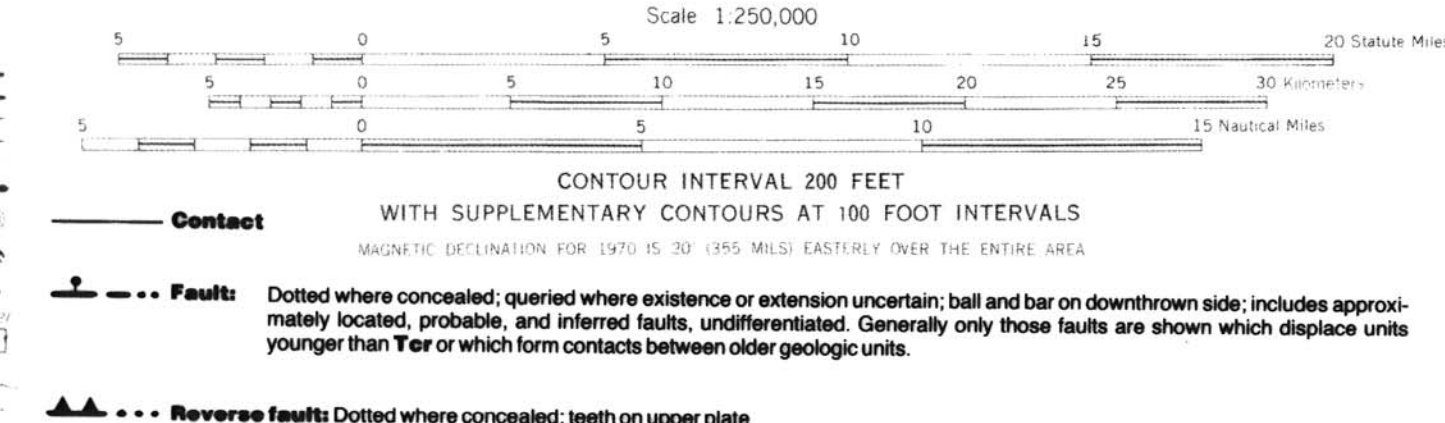 Scale 1:250,000
5 0 5 10 15 20 Statute Miles
5 0 5 10 15 20 25 30 Kilometers
5 0 5 10 15 Nautical Miles
CONTOUR INTERVAL 200 FEET
WITH SUPPLEMENTARY CONTOURS AT 100 FOOT INTERVALS
Contact
MAGNETIC DECLINATION FOR 1970 IS 20° (355 MILS) EASTERLY OVER THE ENTIRE AREA
Fault: Dotted where concealed; queried where existence or extension uncertain; ball and bar on downthrown side; includes approxi-
mately located, probable, and inferred faults, undifferentiated. Generally only those faults are shown which displace units
younger than Tcr or which form contacts between older geologic units.
Reverse fault: Dotted where concealed; teeth on upper plate